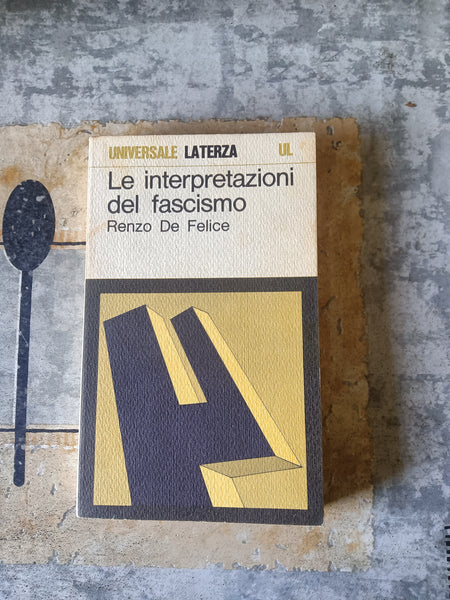 UNIVERSALE LATERZA UL
Le interpretazioni
del fascismo
Renzo De Felice